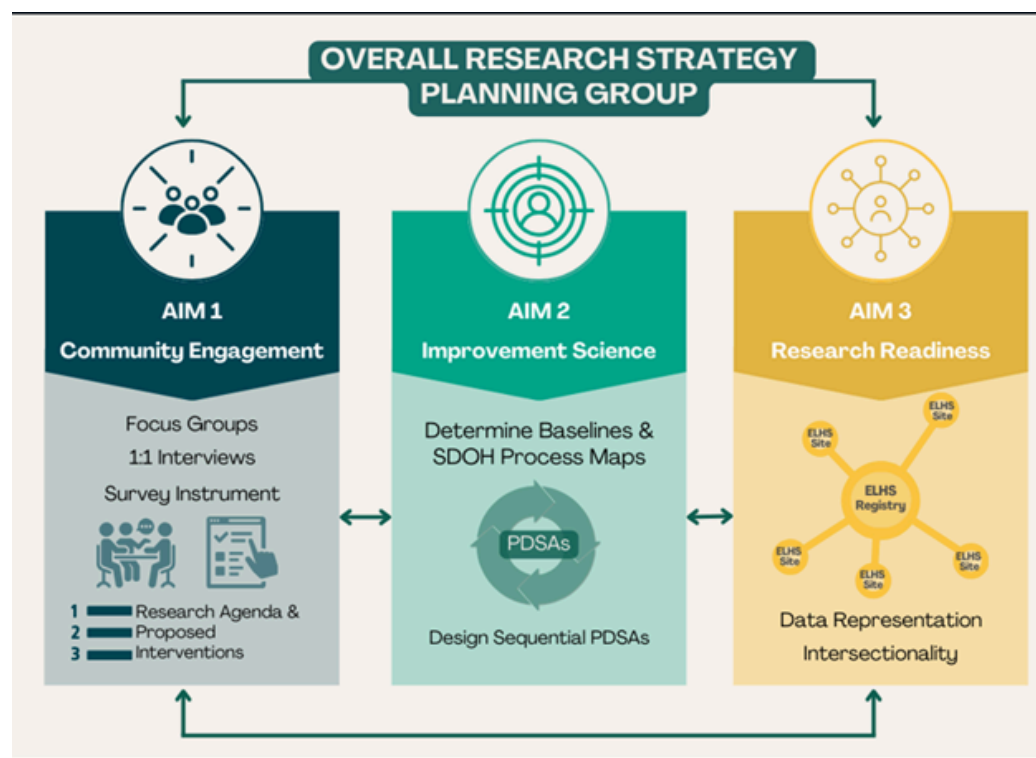 OVERALL RESEARCH STRATEGY
PLANNING GROUP
AIM 1
Community Engagement
Focus Groups
1:1 Interviews
Survey Instrument
1 Research Agenda &
2 Proposed
3 Interventions
AIM 2
Improvement Science
Determine Baselines &
SDOH Process Maps
PDSAs
Design Sequential PDSAs
AIM 3
Research Readiness
ELHS
Site
ELHS
Site
ELHS
Registry
ELHS
Site
ELHS
Site
ELHS
Site
Data Representation
Intersectionality